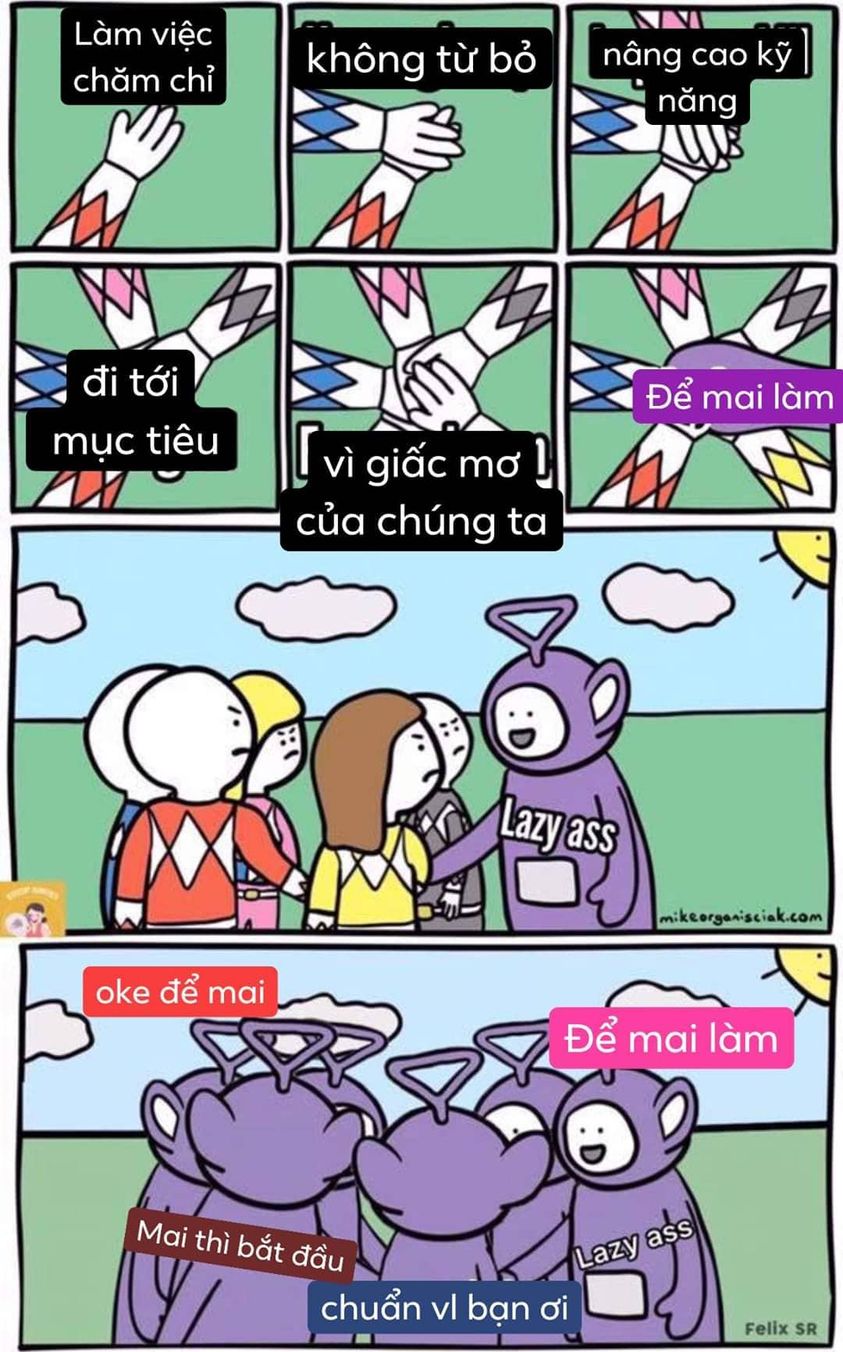 Làm việc
chăm chỉ
không từ bỏ
nâng cao kỹ
năng
đi tới
mục tiêu
vì giấc mơ
của chúng ta
Để mai làm
Lazy ass
mikeorganisciak.com
oke để mai
Để mai làm
Mai thì bắt đầu
Lazy ass
chuẩn vl bạn ơi
Felix SR